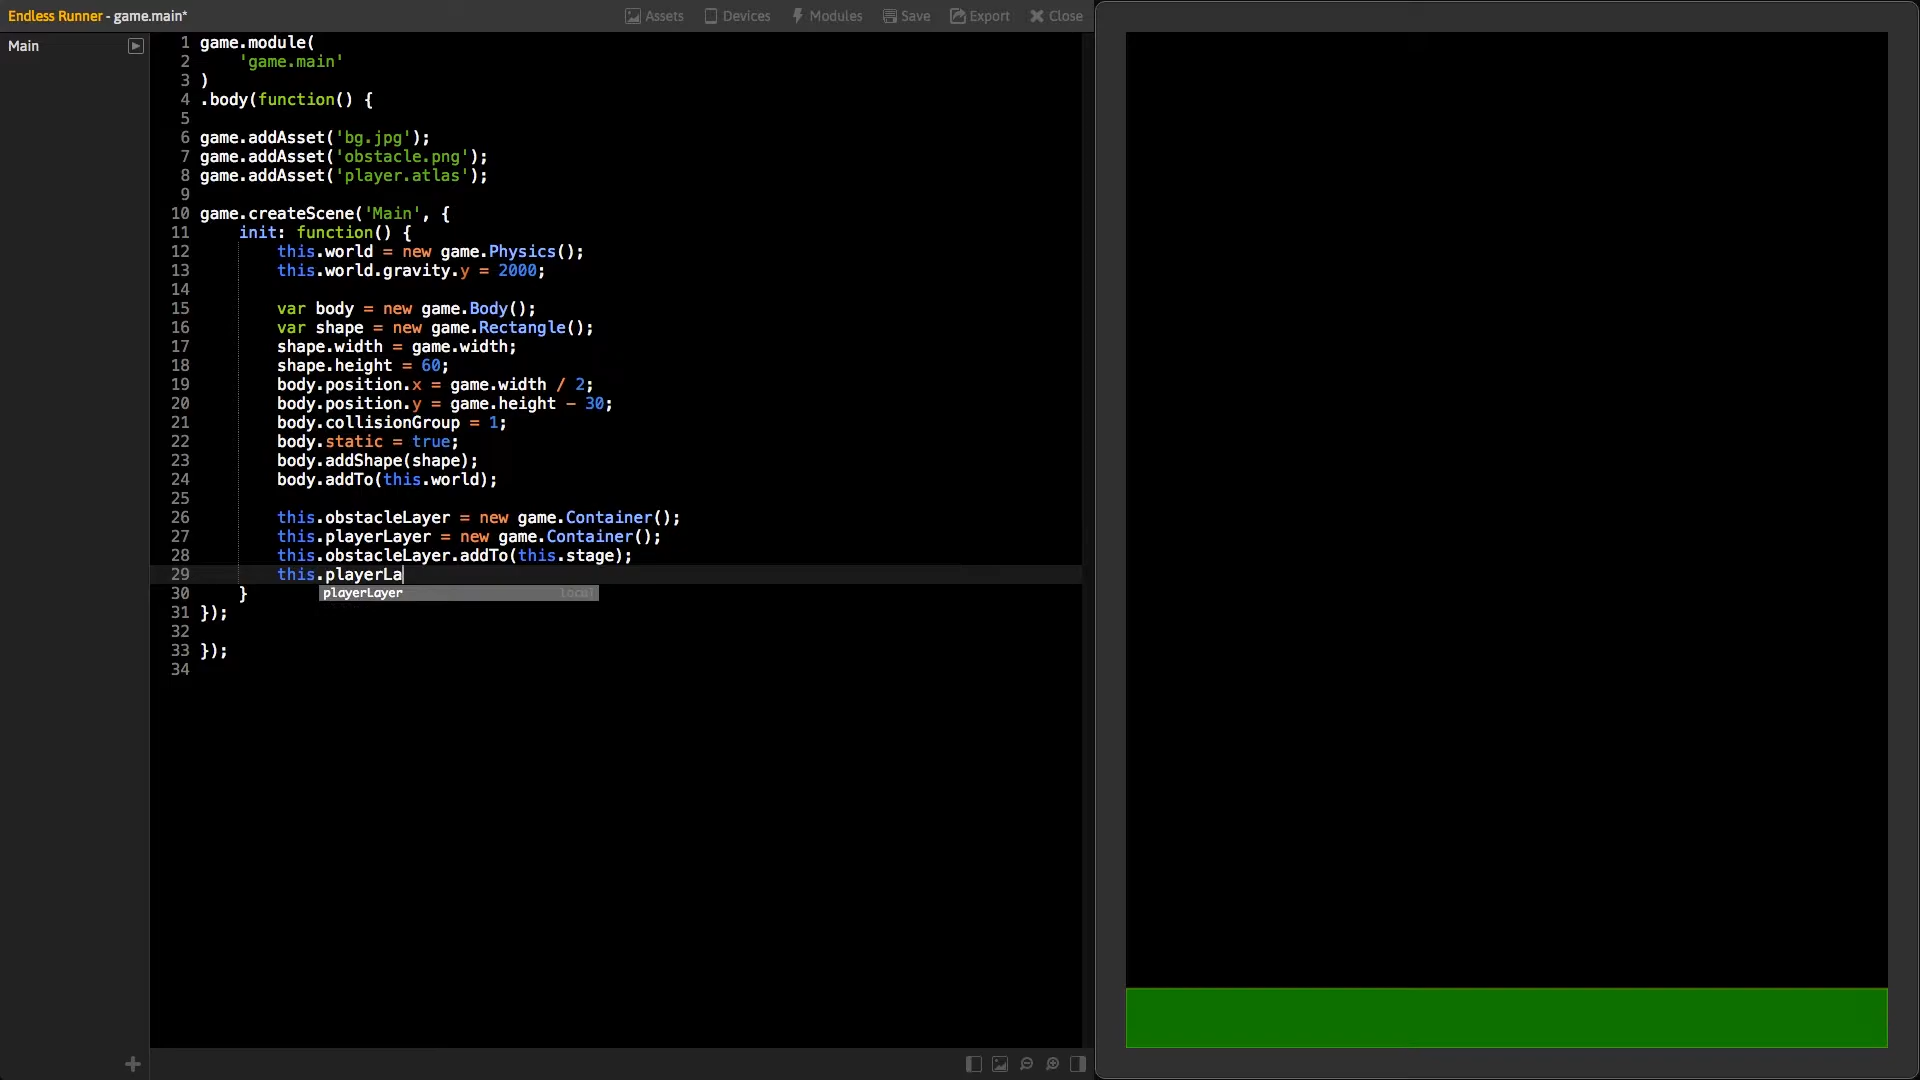 Endless Runner - game.main*
Assets Devices Modules Save Export Close
Main
1 game.module(
2     'game.main'
3 )
4 .body(function() {
5
6 game.addAsset('bg.jpg');
7 game.addAsset('obstacle.png');
8 game.addAsset('player.atlas');
9
10 game.createScene('Main', {
11     init: function() {
12         this.world = new game.Physics();
13         this.world.gravity.y = 2000;
14
15         var body = new game.Body();
16         var shape = new game.Rectangle();
17         shape.width = game.width;
18         shape.height = 60;
19         body.position.x = game.width / 2;
20         body.position.y = game.height - 30;
21         body.collisionGroup = 1;
22         body.static = true;
23         body.addShape(shape);
24         body.addTo(this.world);
25
26         this.obstacleLayer = new game.Container();
27         this.playerLayer = new game.Container();
28         this.obstacleLayer.addTo(this.stage);
29         this.playerLa
30     }
playerLayer local
31 });
32
33 });
34